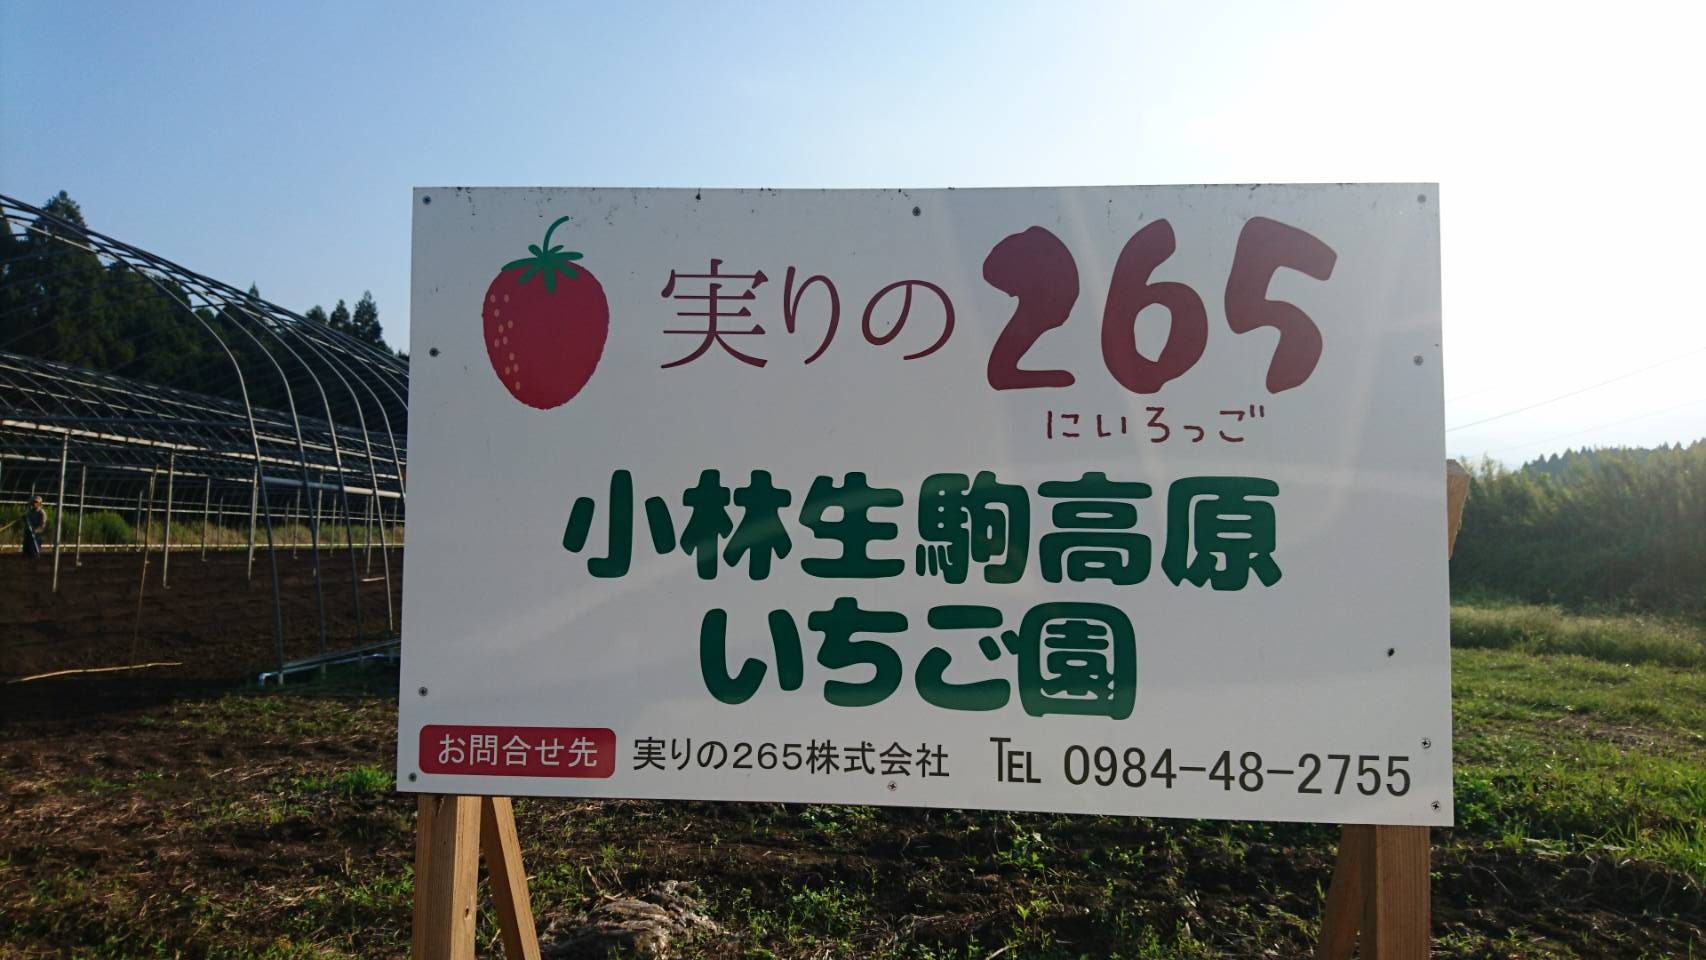 実りの265
にいろっご
小林生駒高原
いちご園
お問合せ先 実りの265株式会社 TEL 0984-48-2755